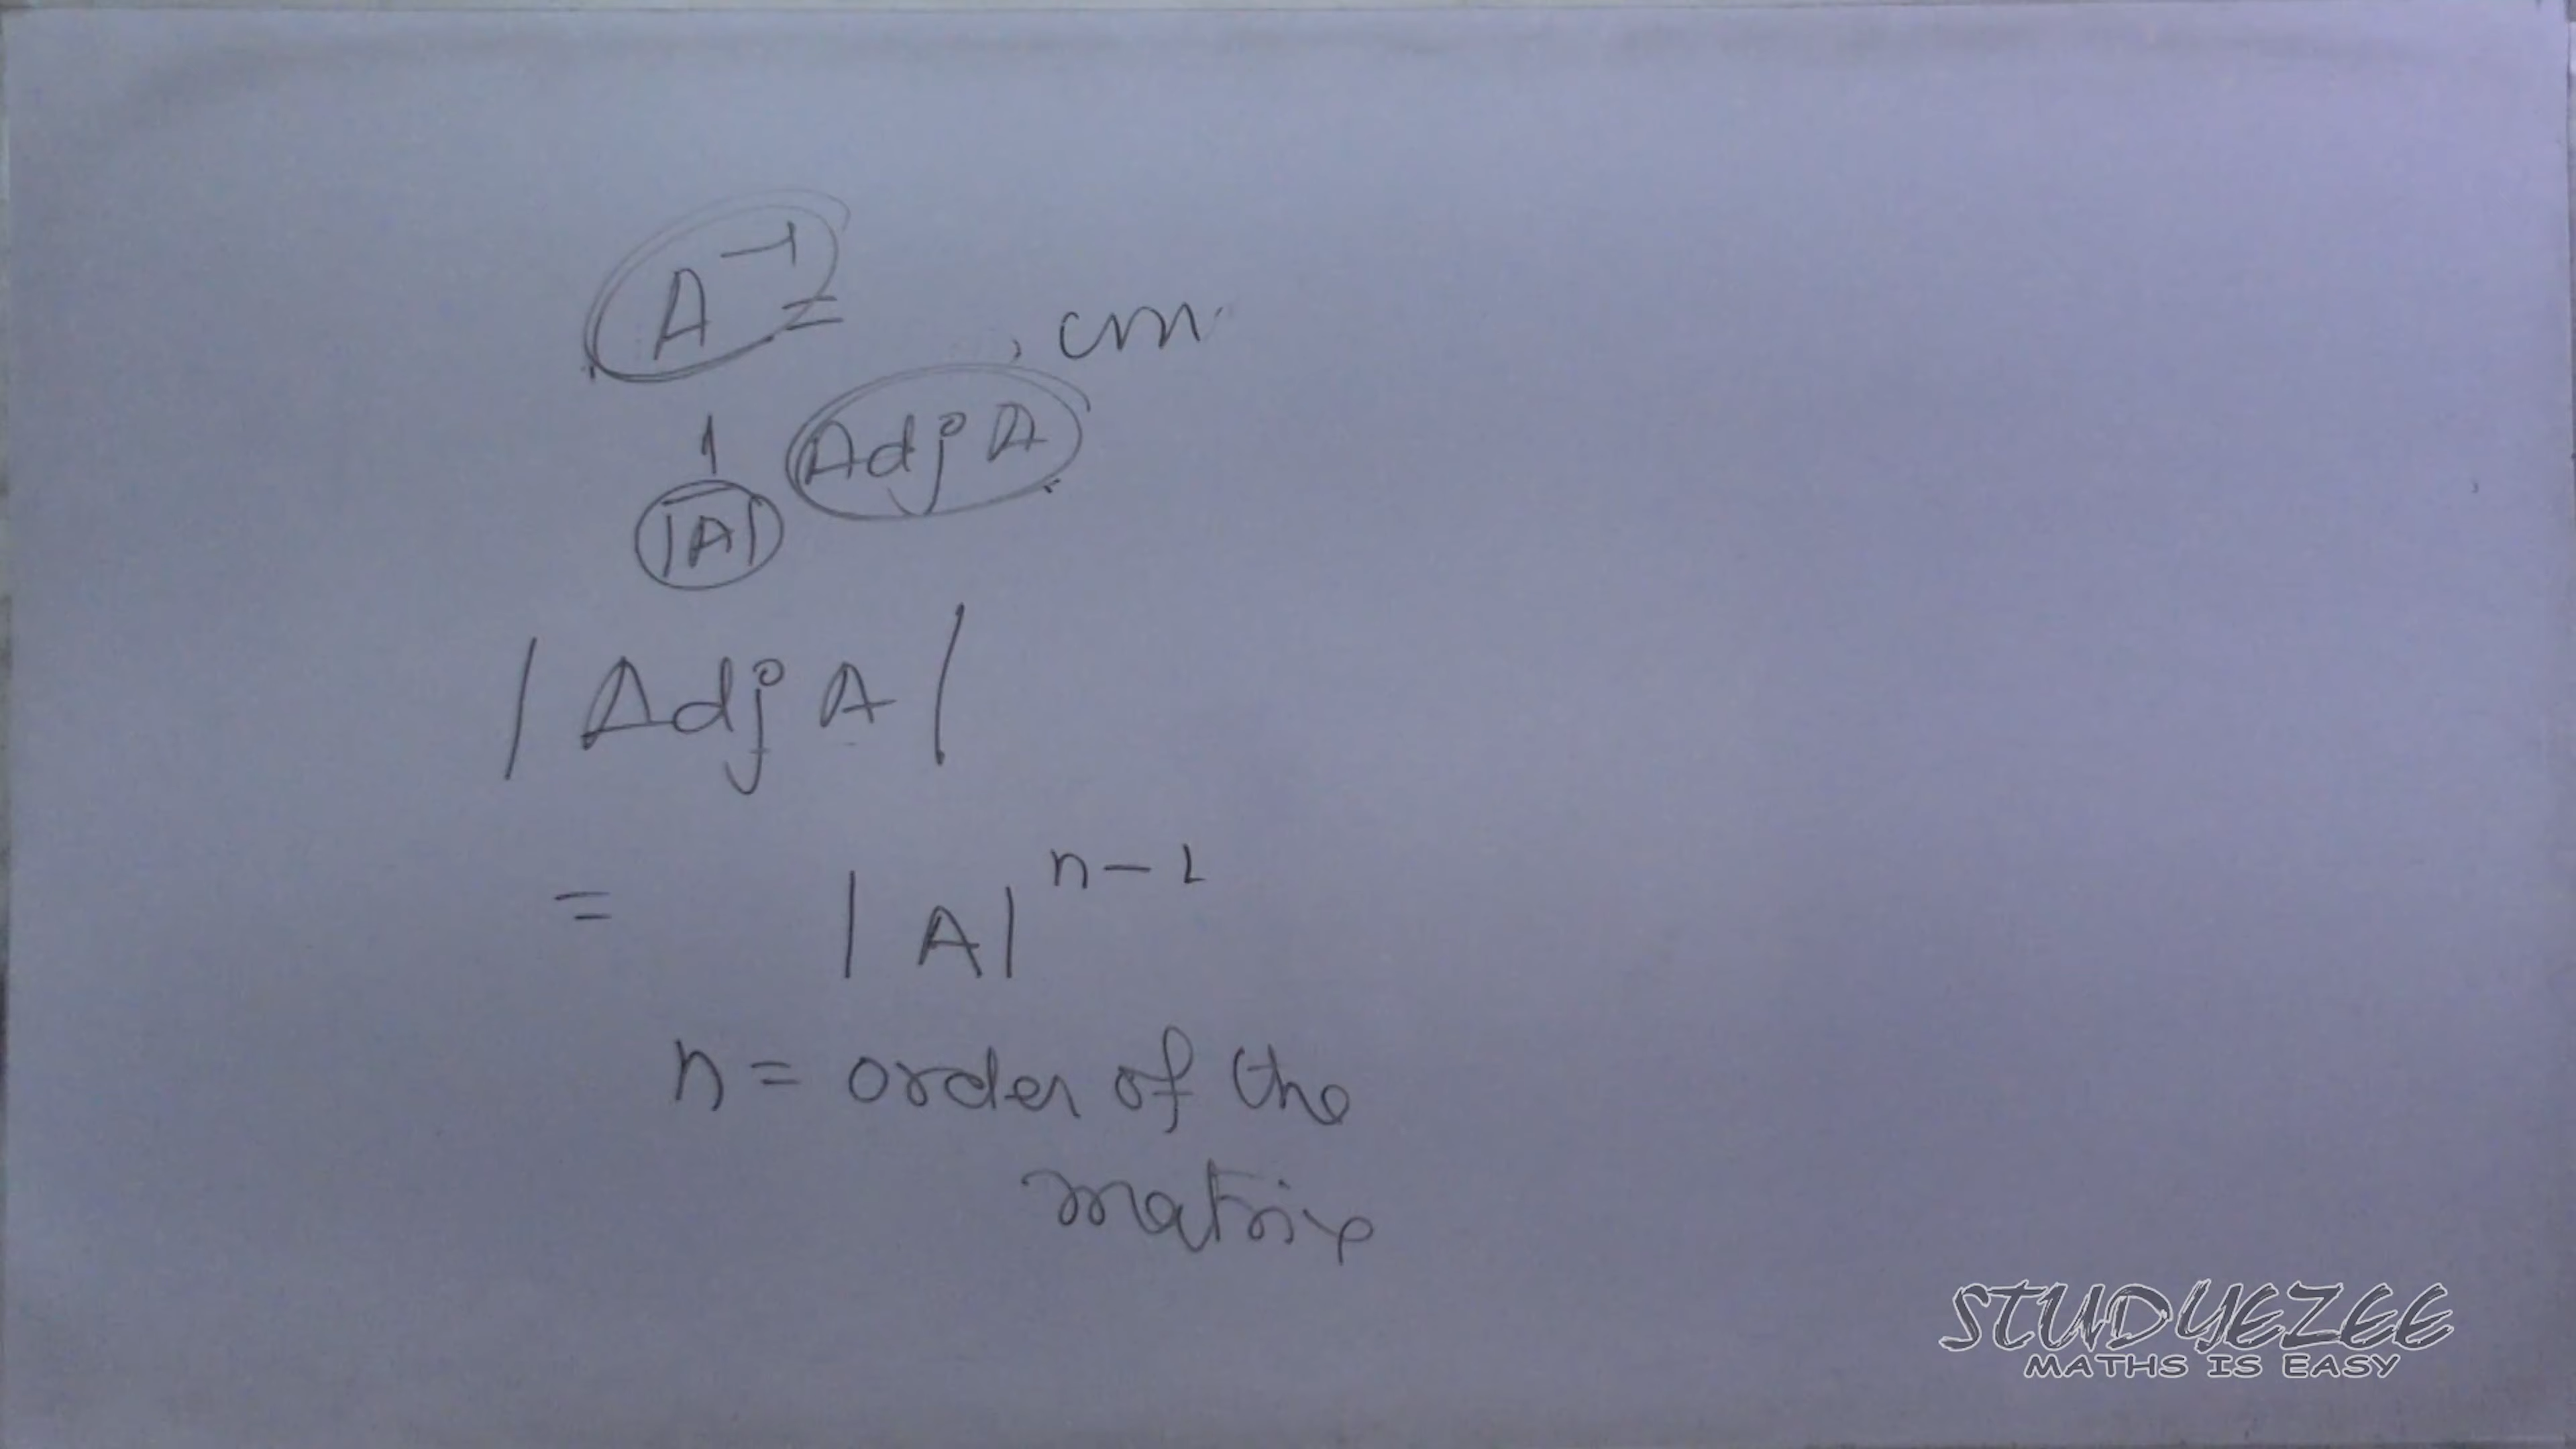 A⁻¹=
, cm
1 Adj A
|A|
| Adj A |
= |A|ⁿ⁻¹
n = order of the
matrix
STUDYEZEE
MATHS IS EASY